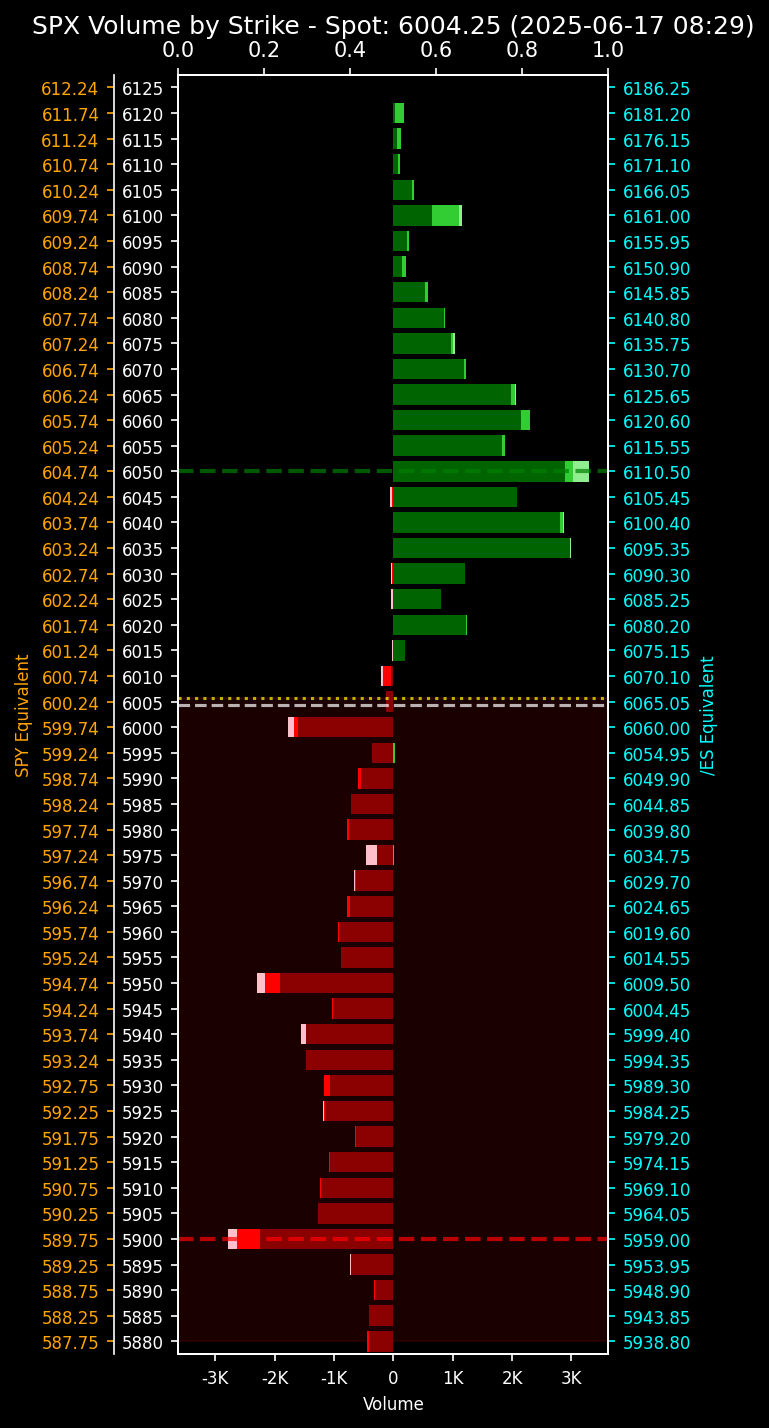 SPX Volume by Strike - Spot: 6004.25 (2025-06-17 08:29)
0.0 0.2 0.4 0.6 0.8 1.0
612.24 6125 6186.25
611.74 6120 6181.20
611.24 6115 6176.15
610.74 6110 6171.10
610.24 6105 6166.05
609.74 6100 6161.00
609.24 6095 6155.95
608.74 6090 6150.90
608.24 6085 6145.85
607.74 6080 6140.80
607.24 6075 6135.75
606.74 6070 6130.70
606.24 6065 6125.65
605.74 6060 6120.60
605.24 6055 6115.55
604.74 6050 6110.50
604.24 6045 6105.45
603.74 6040 6100.40
603.24 6035 6095.35
602.74 6030 6090.30
602.24 6025 6085.25
601.74 6020 6080.20
601.24 6015 6075.15
600.74 6010 6070.10
600.24 6005 6065.05
599.74 6000 6060.00
599.24 5995 6054.95
598.74 5990 6049.90
598.24 5985 6044.85
597.74 5980 6039.80
597.24 5975 6034.75
596.74 5970 6029.70
596.24 5965 6024.65
595.74 5960 6019.60
595.24 5955 6014.55
594.74 5950 6009.50
594.24 5945 6004.45
593.74 5940 5999.40
593.24 5935 5994.35
592.75 5930 5989.30
592.25 5925 5984.25
591.75 5920 5979.20
591.25 5915 5974.15
590.75 5910 5969.10
590.25 5905 5964.05
589.75 5900 5959.00
589.25 5895 5953.95
588.75 5890 5948.90
588.25 5885 5943.85
587.75 5880 5938.80
SPY Equivalent
/ES Equivalent
-3K -2K -1K 0 1K 2K 3K
Volume